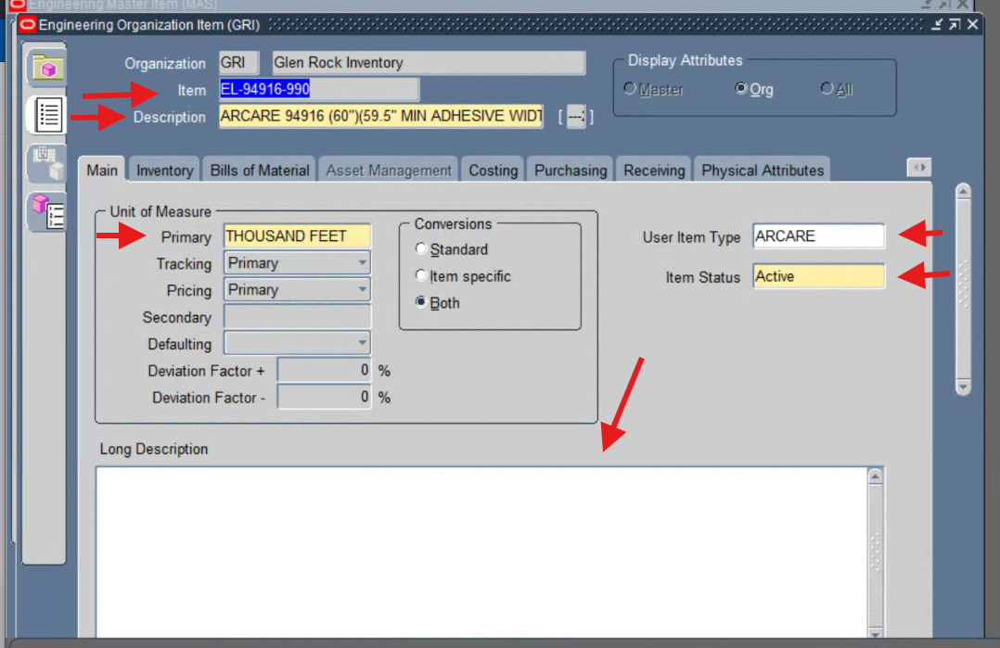 Engineering Master Item (MAS)
Engineering Organization Item (GRI)
Organization GRI Glen Rock Inventory
Item EL-94916-990
Description ARCARE 94916 (60")(59.5" MIN ADHESIVE WIDT [ ---: ]
Display Attributes
Master Org All
Main Inventory Bills of Material Asset Management Costing Purchasing Receiving Physical Attributes
Unit of Measure
Primary THOUSAND FEET
Tracking Primary
Pricing Primary
Secondary
Defaulting
Deviation Factor + 0 %
Deviation Factor - 0 %
Conversions
Standard
Item specific
Both
User Item Type ARCARE
Item Status Active
Long Description